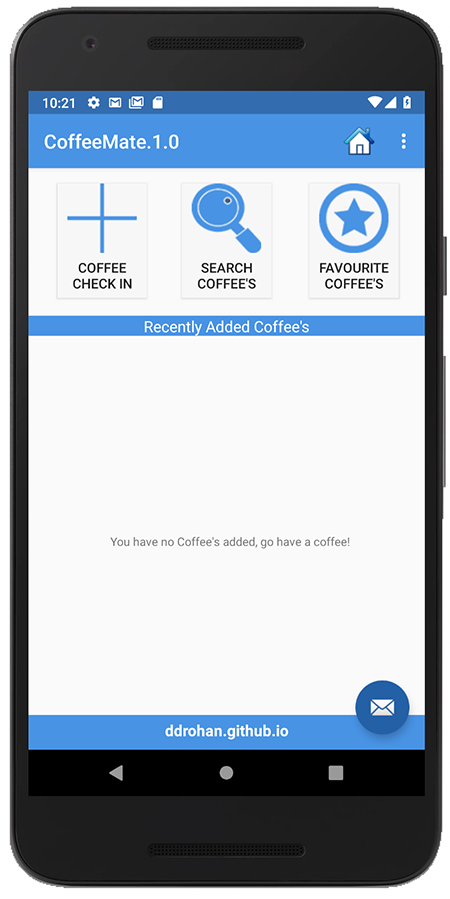 10:21
CoffeeMate.1.0
COFFEE
CHECK IN
SEARCH
COFFEE'S
FAVOURITE
COFFEE'S
Recently Added Coffee's
You have no Coffee's added, go have a coffee!
ddrohan.github.io